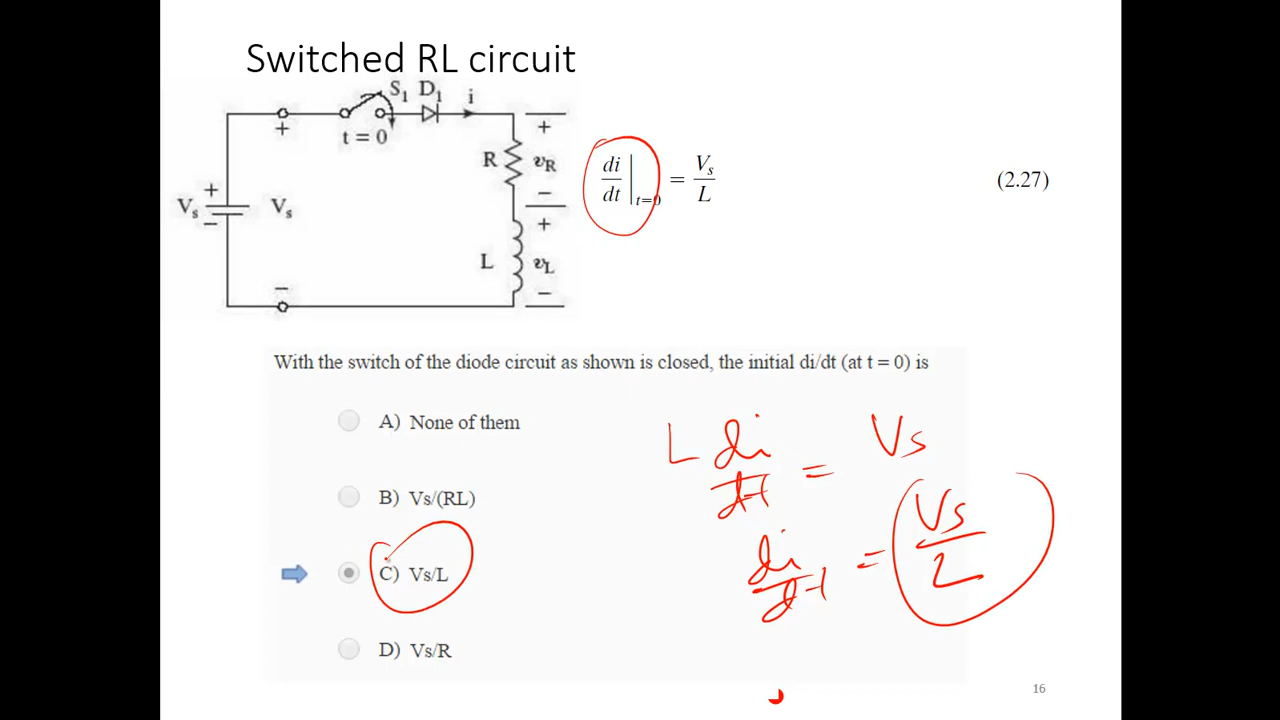 Switched RL circuit
S1 D1 i
+
t = 0
+
R
vR
di/dt |t=0 = Vs/L
(2.27)
−
+
Vs
−
Vs
+
L
vL
−
−
With the switch of the diode circuit as shown is closed, the initial di/dt (at t = 0) is
A) None of them
B) Vs/(RL)
C) Vs/L
D) Vs/R
L di/dt = Vs
di/dt = Vs/L
16